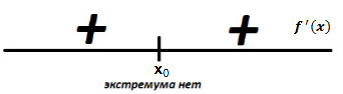 + + f ′(x)
x₀
экстремума нет